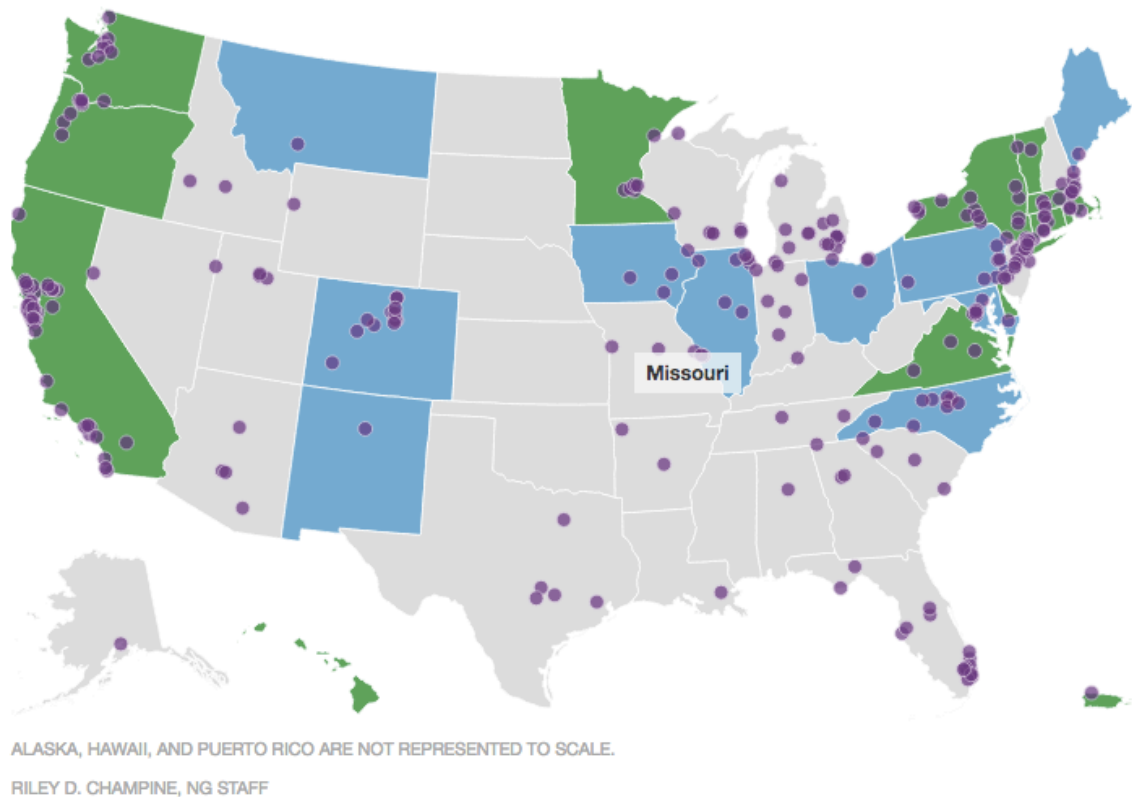 Missouri
ALASKA, HAWAII, AND PUERTO RICO ARE NOT REPRESENTED TO SCALE.
RILEY D. CHAMPINE, NG STAFF